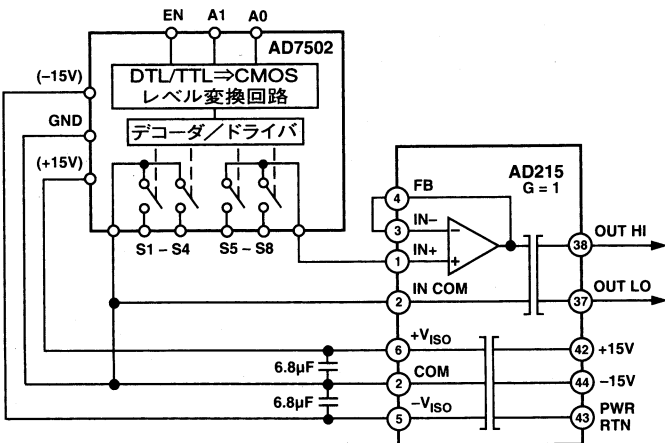 EN A1 A0
AD7502
(−15V)
DTL/TTL⇒CMOS
レベル変換回路
GND
デコーダ/ドライバ
(+15V)
S1 – S4
S5 – S8
AD215
G = 1
4 FB
3 IN−
1 IN+
2 IN COM
38 OUT HI
37 OUT LO
6 +VISO
6.8µF
2 COM
6.8µF
5 −VISO
42 +15V
44 −15V
43 PWR
RTN